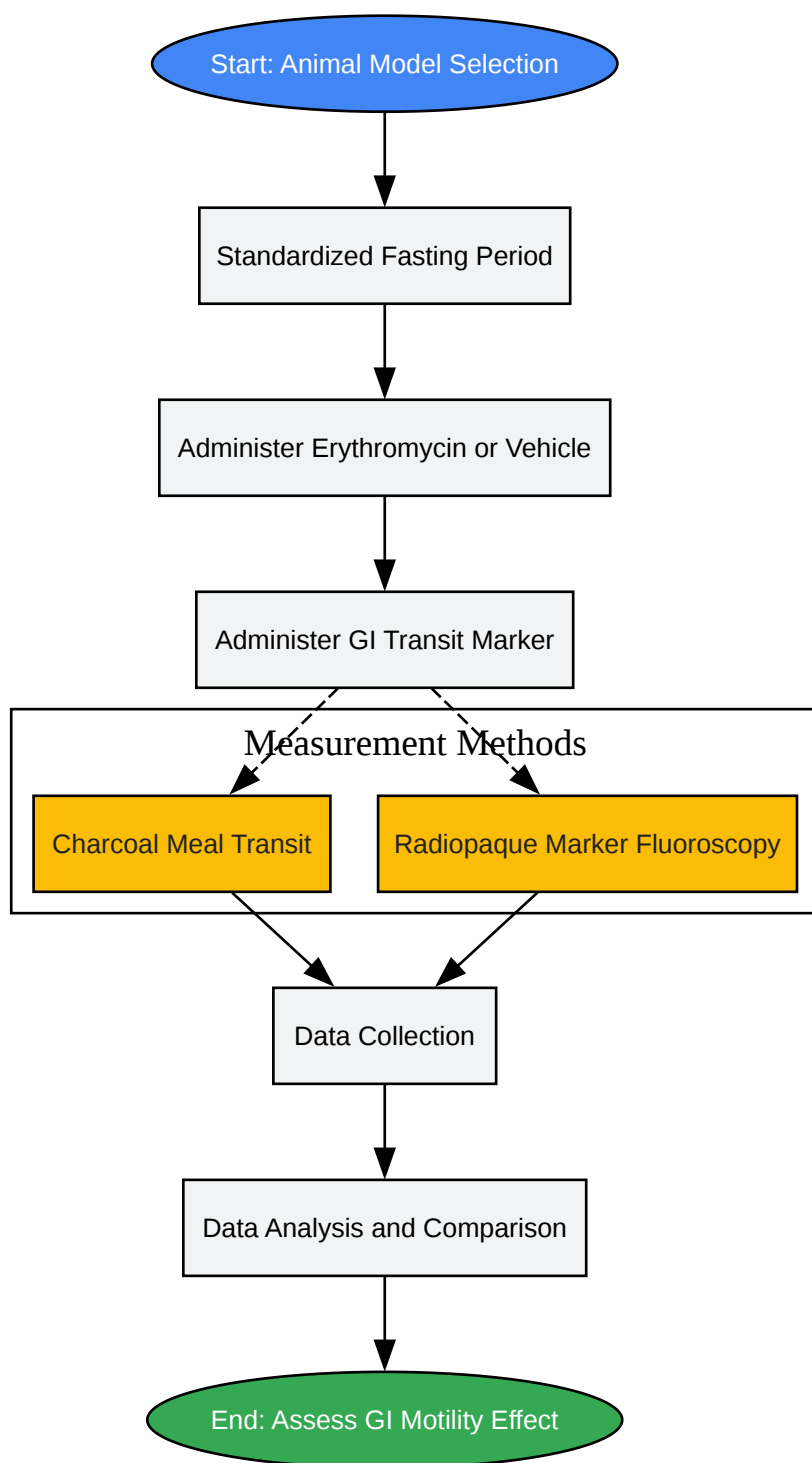 Start: Animal Model Selection
Standardized Fasting Period
Administer Erythromycin or Vehicle
Administer GI Transit Marker
Measurement Methods
Charcoal Meal Transit
Radiopaque Marker Fluoroscopy
Data Collection
Data Analysis and Comparison
End: Assess GI Motility Effect